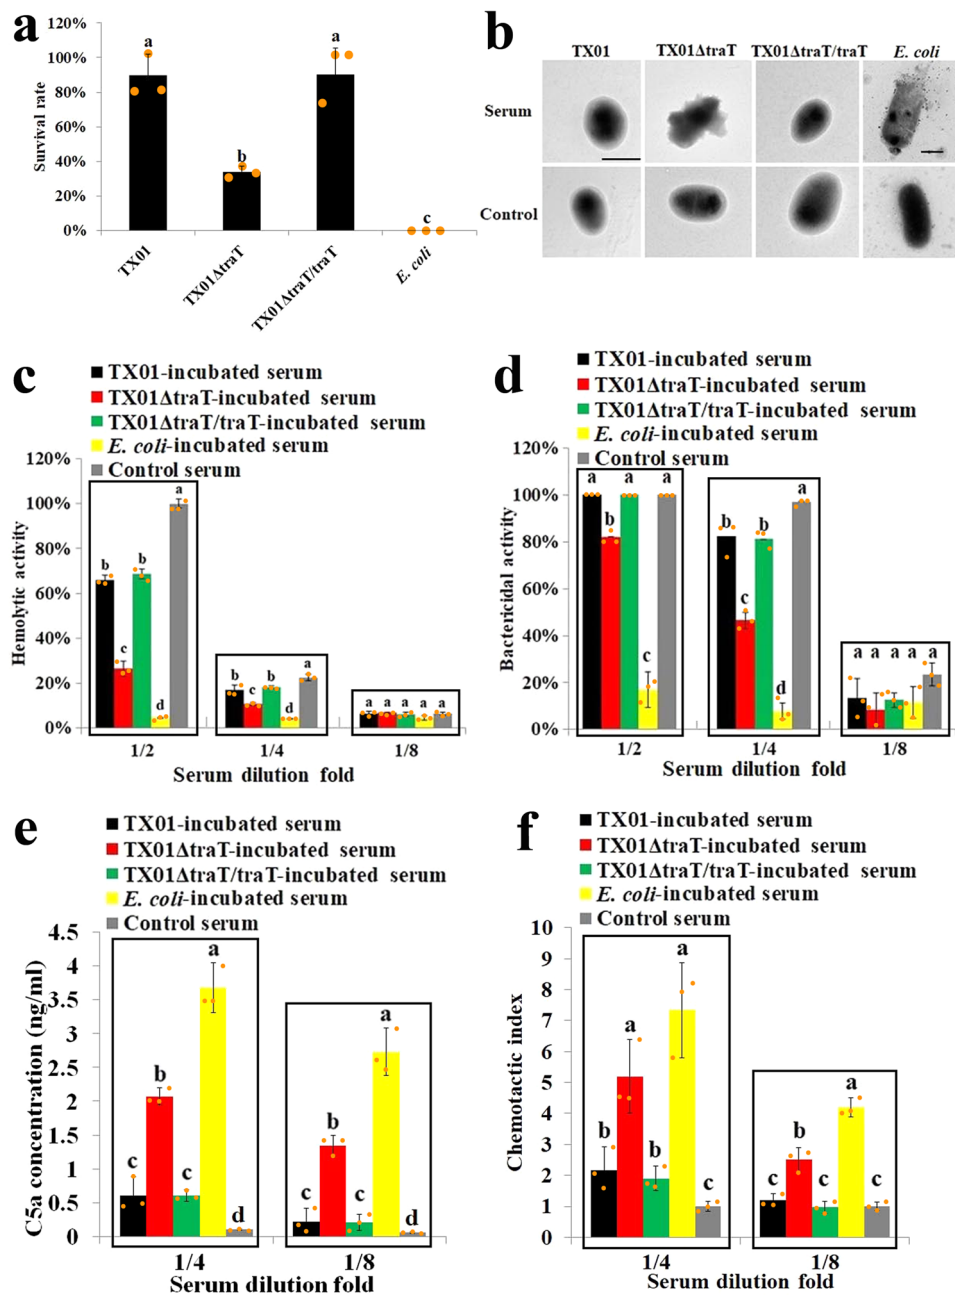 a
120%
100%
80%
60%
40%
20%
0%
Survival rate
a
b
a
c
TX01
TX01ΔtraT
TX01ΔtraT/traT
E. coli
b
TX01
TX01ΔtraT
TX01ΔtraT/traT
E. coli
Serum
Control
c
TX01-incubated serum
TX01ΔtraT-incubated serum
TX01ΔtraT/traT-incubated serum
E. coli-incubated serum
Control serum
120%
100%
80%
60%
40%
20%
0%
Hemolytic activity
b c b d a
b c b d a
a a a a a
1/2 1/4 1/8
Serum dilution fold
d
TX01-incubated serum
TX01ΔtraT-incubated serum
TX01ΔtraT/traT-incubated serum
E. coli-incubated serum
Control serum
120%
100%
80%
60%
40%
20%
0%
Bactericidal activity
a b a c a
b c b d a
a a a a a
1/2 1/4 1/8
Serum dilution fold
e
TX01-incubated serum
TX01ΔtraT-incubated serum
TX01ΔtraT/traT-incubated serum
E. coli-incubated serum
Control serum
4.5
4
3.5
3
2.5
2
1.5
1
0.5
0
C5a concentration (ng/ml)
c b c a d
c b c a d
1/4 1/8
Serum dilution fold
f
TX01-incubated serum
TX01ΔtraT-incubated serum
TX01ΔtraT/traT-incubated serum
E. coli-incubated serum
Control serum
10
9
8
7
6
5
4
3
2
1
0
Chemotactic index
b a b a c
c b c a c
1/4 1/8
Serum dilution fold